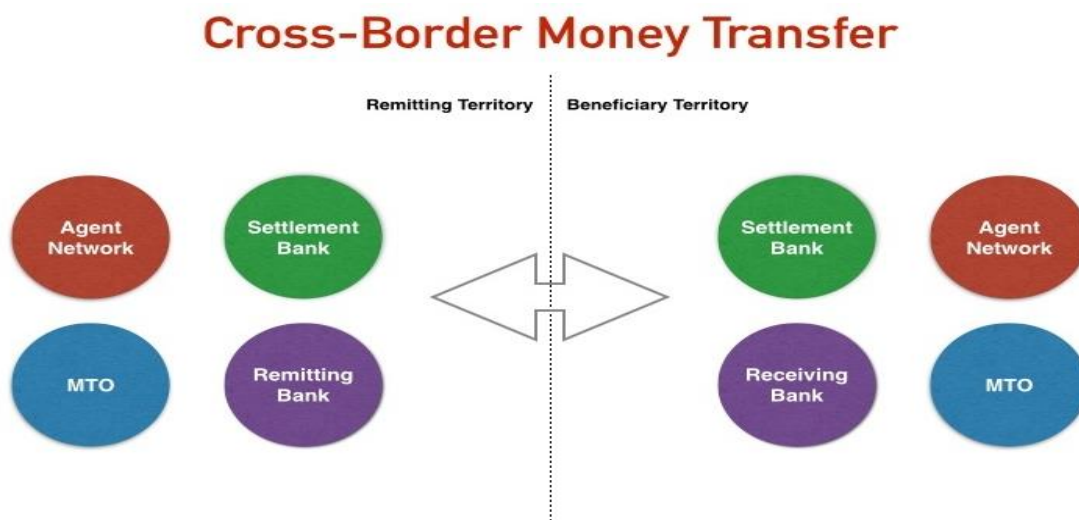 Cross-Border Money Transfer
Remitting Territory
Beneficiary Territory
Agent
Network
Settlement
Bank
Settlement
Bank
Agent
Network
MTO
Remitting
Bank
Receiving
Bank
MTO